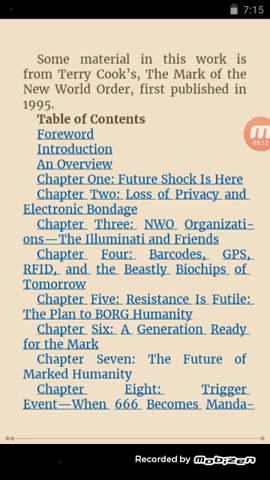 7:15
Some material in this work is
from Terry Cook's, The Mark of the
New World Order, first published in
1995.
Table of Contents
Foreword
Introduction
An Overview
Chapter One: Future Shock Is Here
Chapter Two: Loss of Privacy and
Electronic Bondage
Chapter Three: NWO Organizati-
ons—The Illuminati and Friends
Chapter Four: Barcodes, GPS,
RFID, and the Beastly Biochips of
Tomorrow
Chapter Five: Resistance Is Futile:
The Plan to BORG Humanity
Chapter Six: A Generation Ready
for the Mark
Chapter Seven: The Future of
Marked Humanity
Chapter Eight: Trigger
Event—When 666 Becomes Manda-
05:13
Recorded by Mobizen